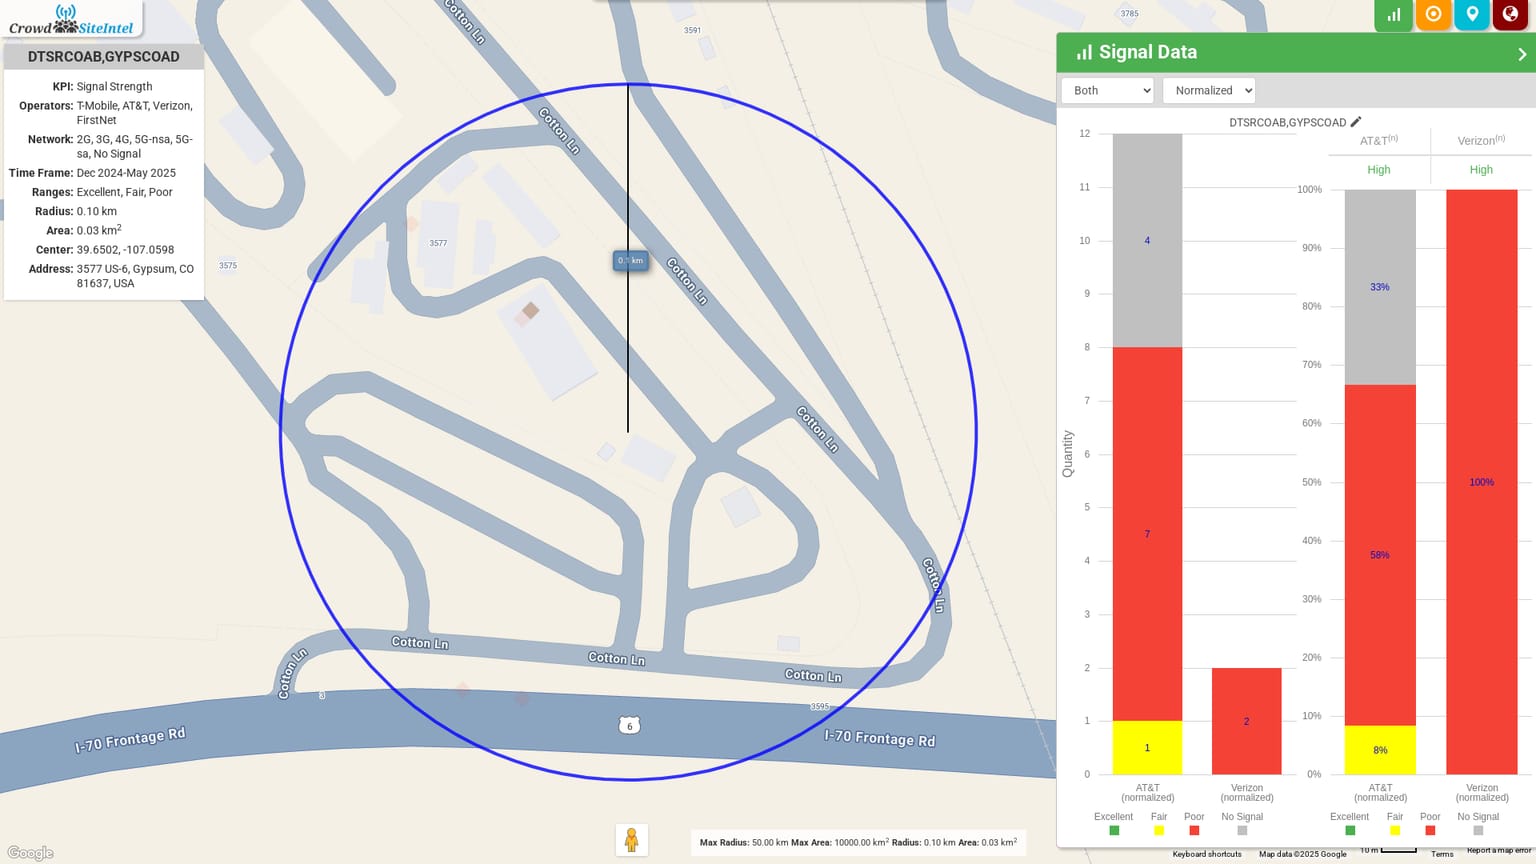 Crowd SiteIntel
DTSRCOAB,GYPSCOAD
KPI: Signal Strength
Operators: T-Mobile, AT&T, Verizon,
FirstNet
Network: 2G, 3G, 4G, 5G-nsa, 5G-
sa, No Signal
Time Frame: Dec 2024-May 2025
Ranges: Excellent, Fair, Poor
Radius: 0.10 km
Area: 0.03 km²
Center: 39.6502, -107.0598
Address: 3577 US-6, Gypsum, CO
81637, USA
Cotton Ln
3591
3785
Cotton Ln
3577
3575
0.1 km
Cotton Ln
Cotton Ln
Cotton Ln
Cotton Ln
Cotton Ln
Cotton Ln
Cotton Ln
3
3595
6
I-70 Frontage Rd
I-70 Frontage Rd
Google
Max Radius: 50.00 km Max Area: 10000.00 km² Radius: 0.10 km Area: 0.03 km²
Signal Data
Both
Normalized
DTSRCOAB,GYPSCOAD
AT&T(n)
Verizon(n)
High
High
Quantity
12
11
10
9
8
7
6
5
4
3
2
1
0
4
7
1
2
AT&T
(normalized)
Verizon
(normalized)
Excellent
Fair
Poor
No Signal
100%
90%
80%
70%
60%
50%
40%
30%
20%
10%
0%
33%
58%
8%
100%
AT&T
(normalized)
Verizon
(normalized)
Excellent
Fair
Poor
No Signal
Keyboard shortcuts
Map data ©2025 Google
10 m
Terms
Report a map error